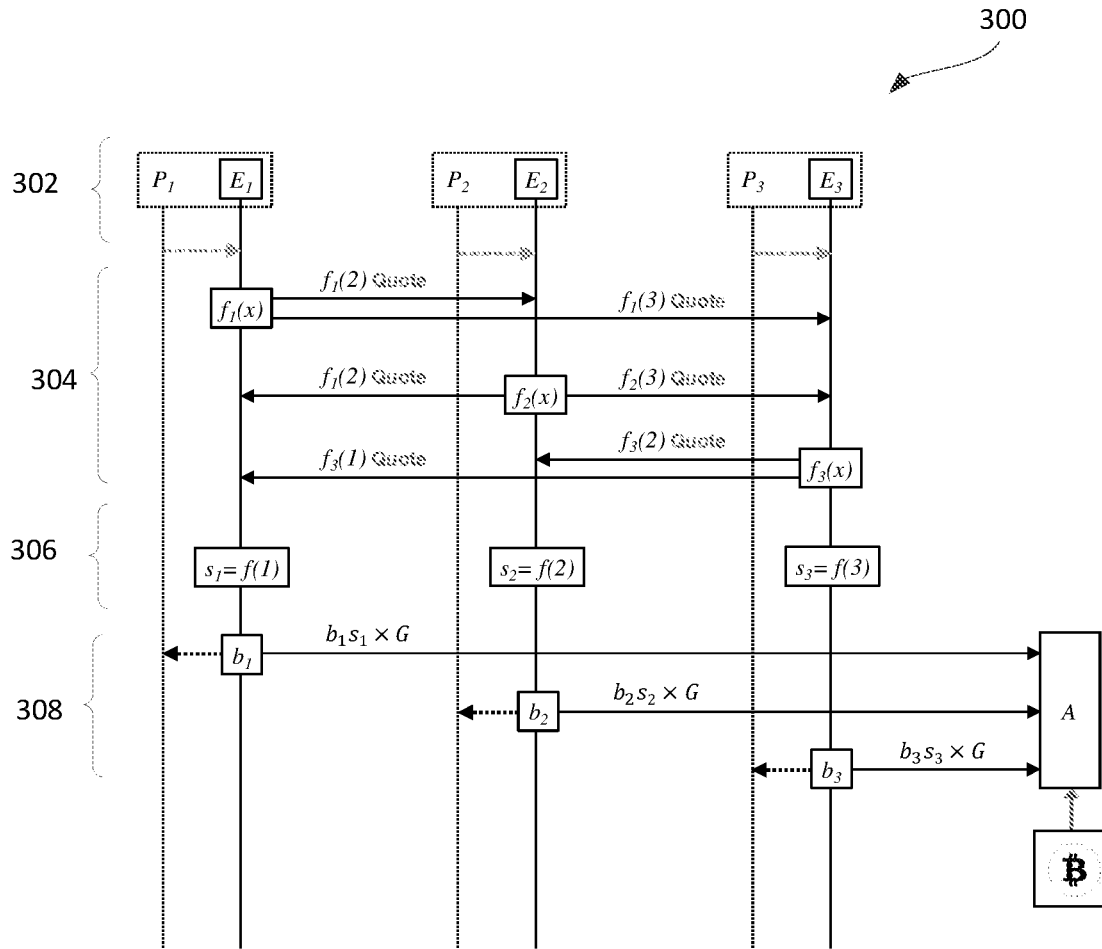 300
302
P1 E1
P2 E2
P3 E3
304
f1(x)
f1(2) Quote
f1(3) Quote
f1(2) Quote
f2(x)
f2(3) Quote
f3(2) Quote
f3(1) Quote
f3(x)
306
s1= f(1)
s2= f(2)
s3= f(3)
308
b1
b1s1 × G
b2
b2s2 × G
A
b3
b3s3 × G
₿